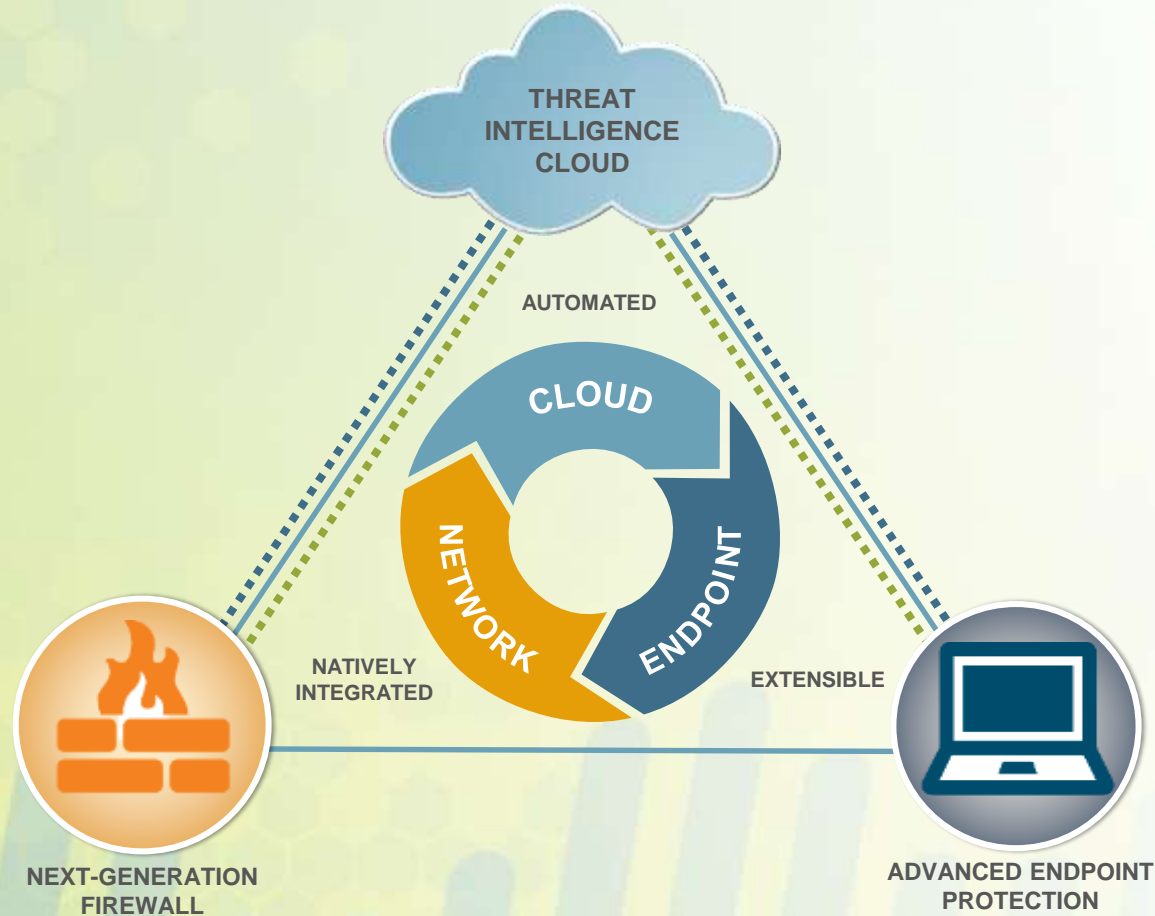 THREAT
INTELLIGENCE
CLOUD
AUTOMATED
CLOUD
NETWORK
ENDPOINT
NATIVELY
INTEGRATED
EXTENSIBLE
NEXT-GENERATION
FIREWALL
ADVANCED ENDPOINT
PROTECTION